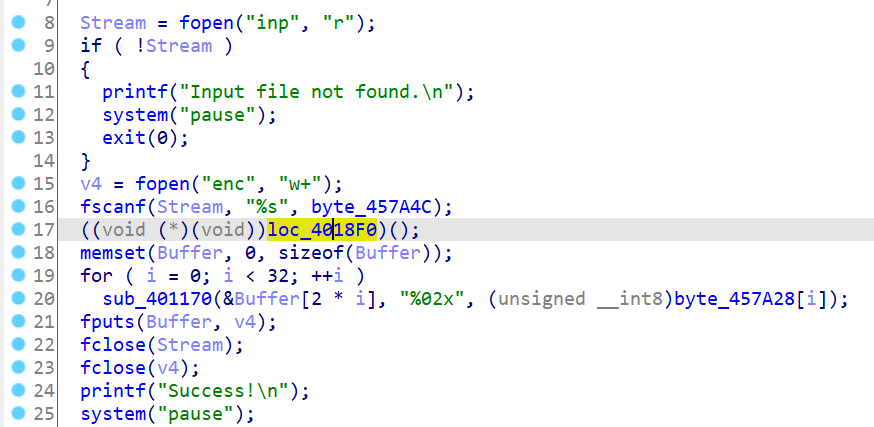 8 Stream = fopen("inp", "r");
9 if ( !Stream )
10 {
11 printf("Input file not found.\n");
12 system("pause");
13 exit(0);
14 }
15 v4 = fopen("enc", "w+");
16 fscanf(Stream, "%s", byte_457A4C);
17 ((void (*)(void))loc_4018F0)();
18 memset(Buffer, 0, sizeof(Buffer));
19 for ( i = 0; i < 32; ++i )
20 sub_401170(&Buffer[2 * i], "%02x", (unsigned __int8)byte_457A28[i]);
21 fputs(Buffer, v4);
22 fclose(Stream);
23 fclose(v4);
24 printf("Success!\n");
25 system("pause");